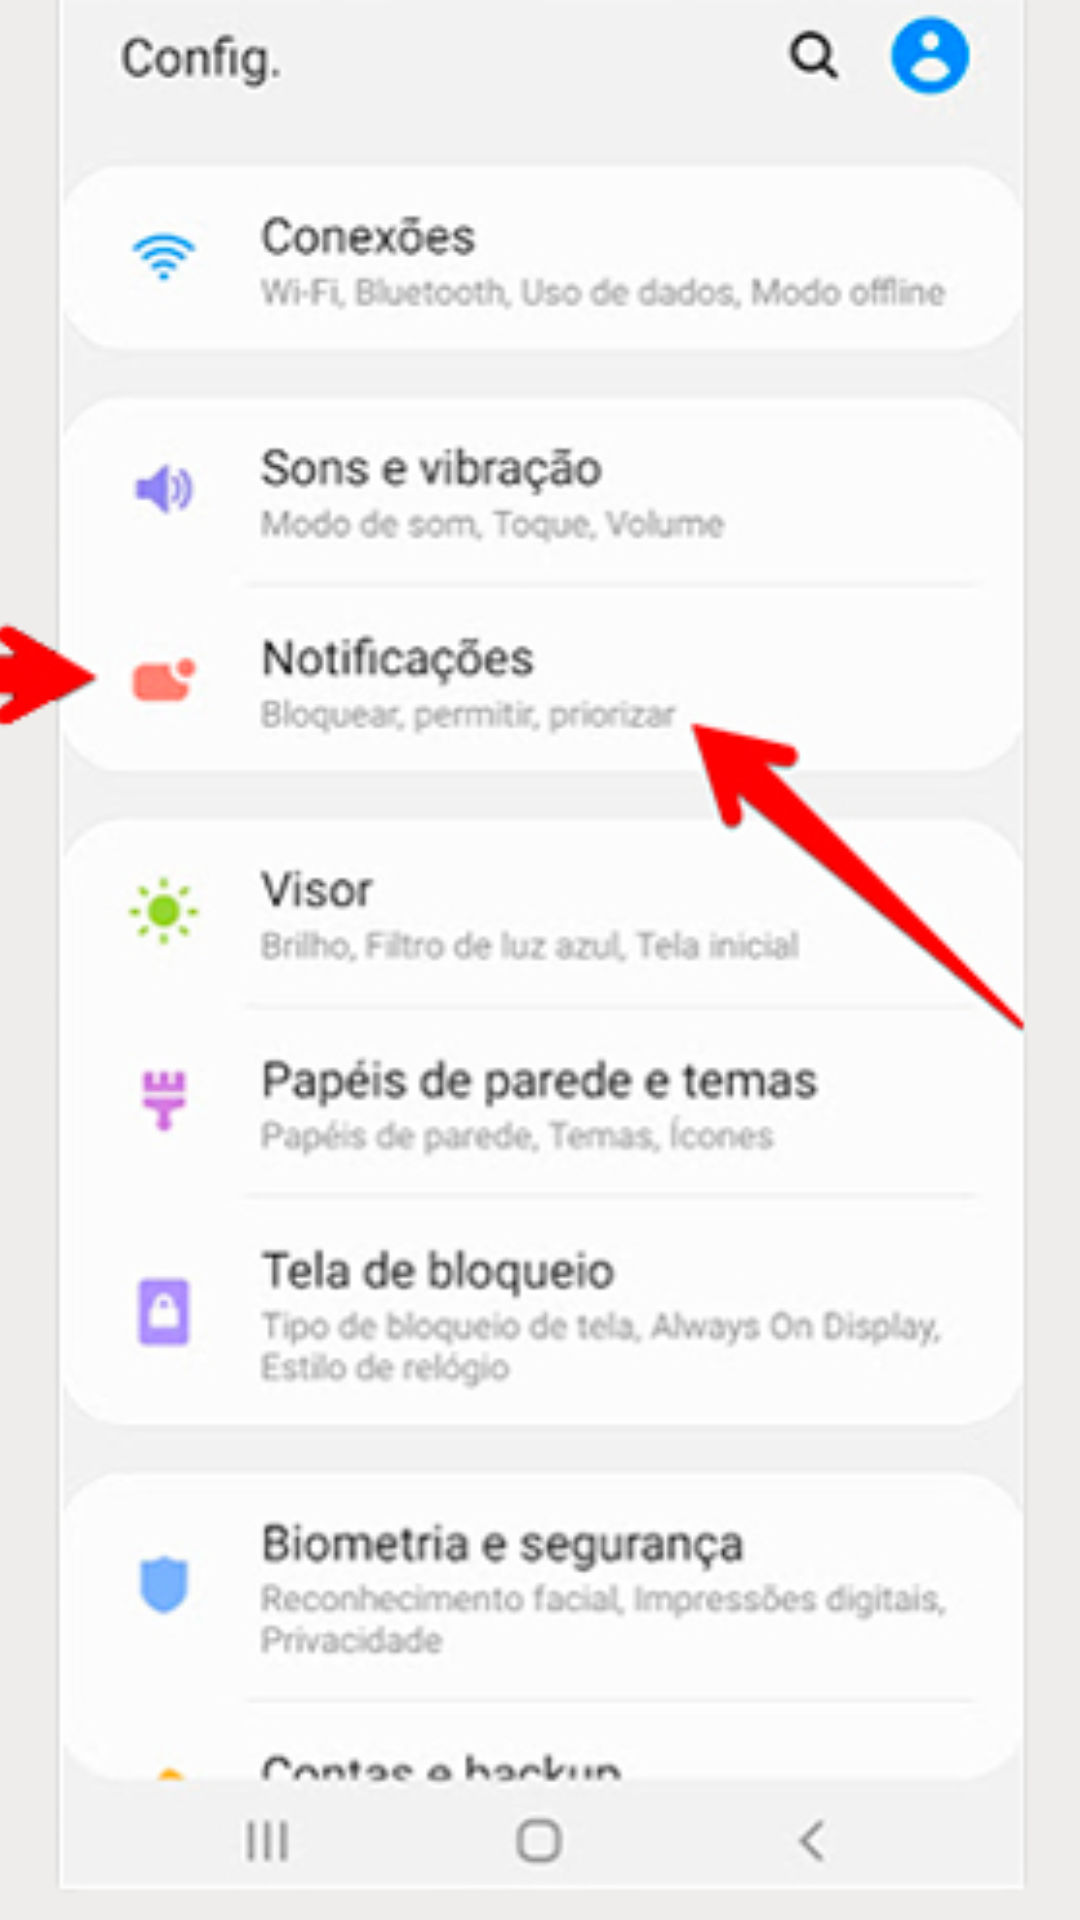 Config.
Conexões
Wi-Fi, Bluetooth, Uso de dados, Modo offline
Sons e vibração
Modo de som, Toque, Volume
Notificações
Bloquear, permitir, priorizar
Visor
Brilho, Filtro de luz azul, Tela inicial
Papéis de parede e temas
Papéis de parede, Temas, Ícones
Tela de bloqueio
Tipo de bloqueio de tela, Always On Display,
Estilo de relógio
Biometria e segurança
Reconhecimento facial, Impressões digitais,
Privacidade
Contas e backup